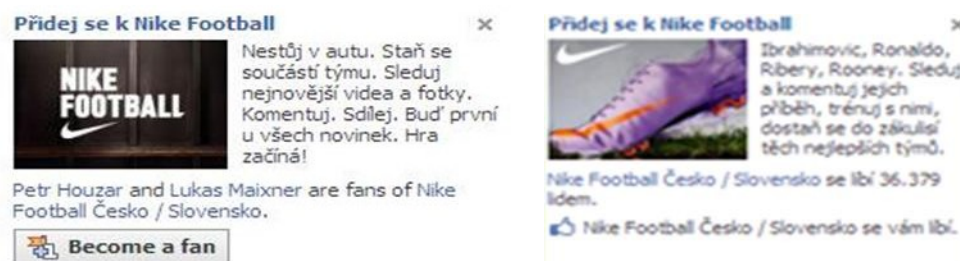 Přidej se k Nike Football
NIKE
FOOTBALL
Nestůj v autu. Staň se
součástí týmu. Sleduj
nejnovější videa a fotky.
Komentuj. Sdílej. Buď první
u všech novinek. Hra
začíná!
Petr Houzar and Lukas Maixner are fans of Nike
Football Česko / Slovensko.
Become a fan
Přidej se k Nike Football
Ibrahimovic, Ronaldo,
Ribery, Rooney. Sleduj
a komentuj jejich
příběh, trénuj s nimi,
dostaň se do zákulisí
těch nejlepších týmů.
Nike Football Česko / Slovensko se líbí 36.379
lidem.
Nike Football Česko / Slovensko se vám líbí.